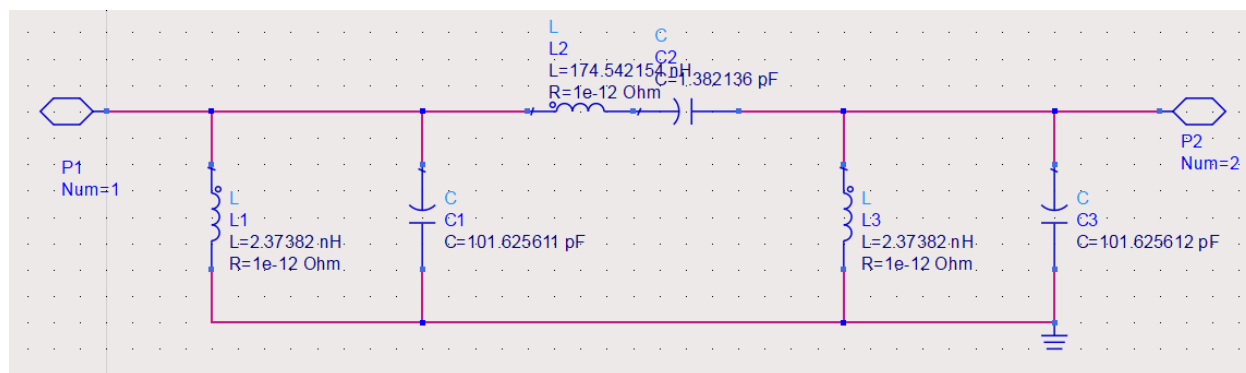 L
L2
L=174.542154 nH
R=1e-12 Ohm
C
C2
C=1.382136 pF
P1
Num=1
L
L1
L=2.37382 nH
R=1e-12 Ohm
C
C1
C=101.625611 pF
L
L3
L=2.37382 nH
R=1e-12 Ohm
C
C3
C=101.625612 pF
P2
Num=2